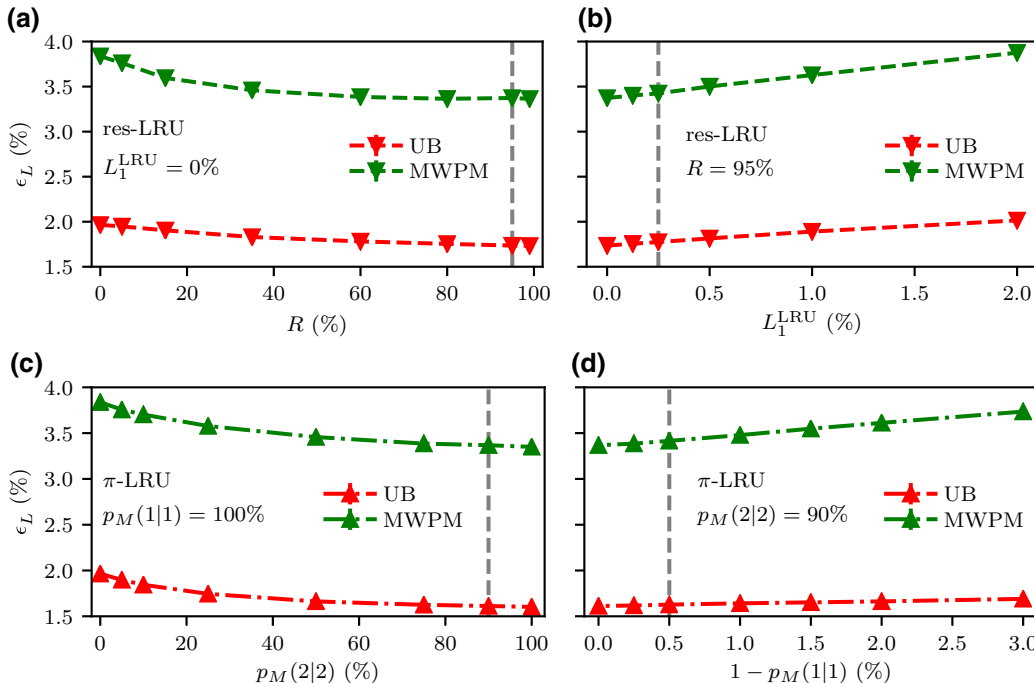 (a)
4.0
3.5
3.0
2.5
2.0
1.5
ϵ_L (%)
res-LRU
L_1^LRU = 0%
UB
MWPM
0 20 40 60 80 100
R (%)
(b)
res-LRU
R = 95%
UB
MWPM
0.0 0.5 1.0 1.5 2.0
L_1^LRU (%)
(c)
4.0
3.5
3.0
2.5
2.0
1.5
ϵ_L (%)
π-LRU
p_M(1|1) = 100%
UB
MWPM
0 20 40 60 80 100
p_M(2|2) (%)
(d)
π-LRU
p_M(2|2) = 90%
UB
MWPM
0.0 0.5 1.0 1.5 2.0 2.5 3.0
1 − p_M(1|1) (%)